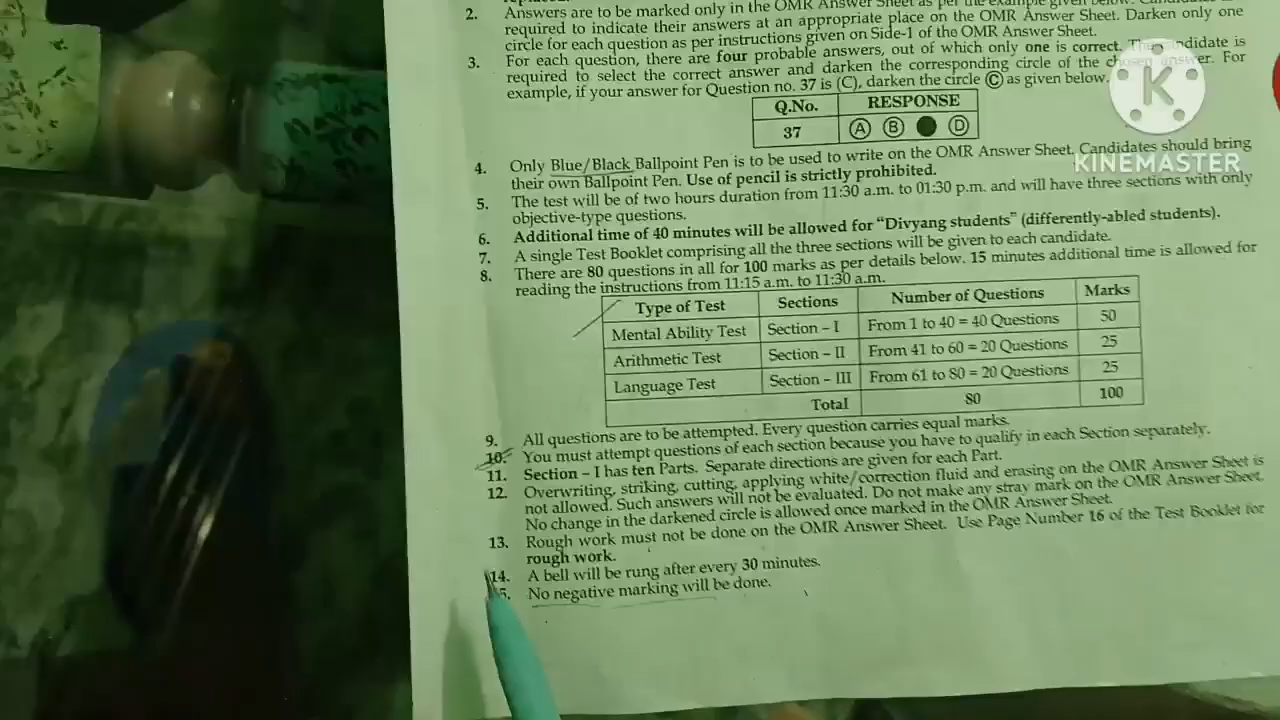 2. Answers are to be marked only in the OMR Answer Sheet as per the example given below.
required to indicate their answers at an appropriate place on the OMR Answer Sheet. Darken only one
circle for each question as per instructions given on Side-1 of the OMR Answer Sheet.
3. For each question, there are four probable answers, out of which only one is correct. The candidate is
required to select the correct answer and darken the corresponding circle of the chosen answer. For
example, if your answer for Question no. 37 is (C), darken the circle Ⓒ as given below.
Q.No. RESPONSE
37 Ⓐ Ⓑ ● Ⓓ
4. Only Blue/Black Ballpoint Pen is to be used to write on the OMR Answer Sheet. Candidates should bring
their own Ballpoint Pen. Use of pencil is strictly prohibited.
5. The test will be of two hours duration from 11:30 a.m. to 01:30 p.m. and will have three sections with only
objective-type questions.
6. Additional time of 40 minutes will be allowed for "Divyang students" (differently-abled students).
7. A single Test Booklet comprising all the three sections will be given to each candidate.
8. There are 80 questions in all for 100 marks as per details below. 15 minutes additional time is allowed for
reading the instructions from 11:15 a.m. to 11:30 a.m.
Type of Test Sections Number of Questions Marks
Mental Ability Test Section – I From 1 to 40 = 40 Questions 50
Arithmetic Test Section – II From 41 to 60 = 20 Questions 25
Language Test Section – III From 61 to 80 = 20 Questions 25
Total 80 100
9. All questions are to be attempted. Every question carries equal marks.
10. You must attempt questions of each section because you have to qualify in each Section separately.
11. Section – I has ten Parts. Separate directions are given for each Part.
12. Overwriting, striking, cutting, applying white/correction fluid and erasing on the OMR Answer Sheet is
not allowed. Such answers will not be evaluated. Do not make any stray mark on the OMR Answer Sheet.
No change in the darkened circle is allowed once marked in the OMR Answer Sheet.
13. Rough work must not be done on the OMR Answer Sheet. Use Page Number 16 of the Test Booklet for
rough work.
14. A bell will be rung after every 30 minutes.
5. No negative marking will be done.
K
KINEMASTER